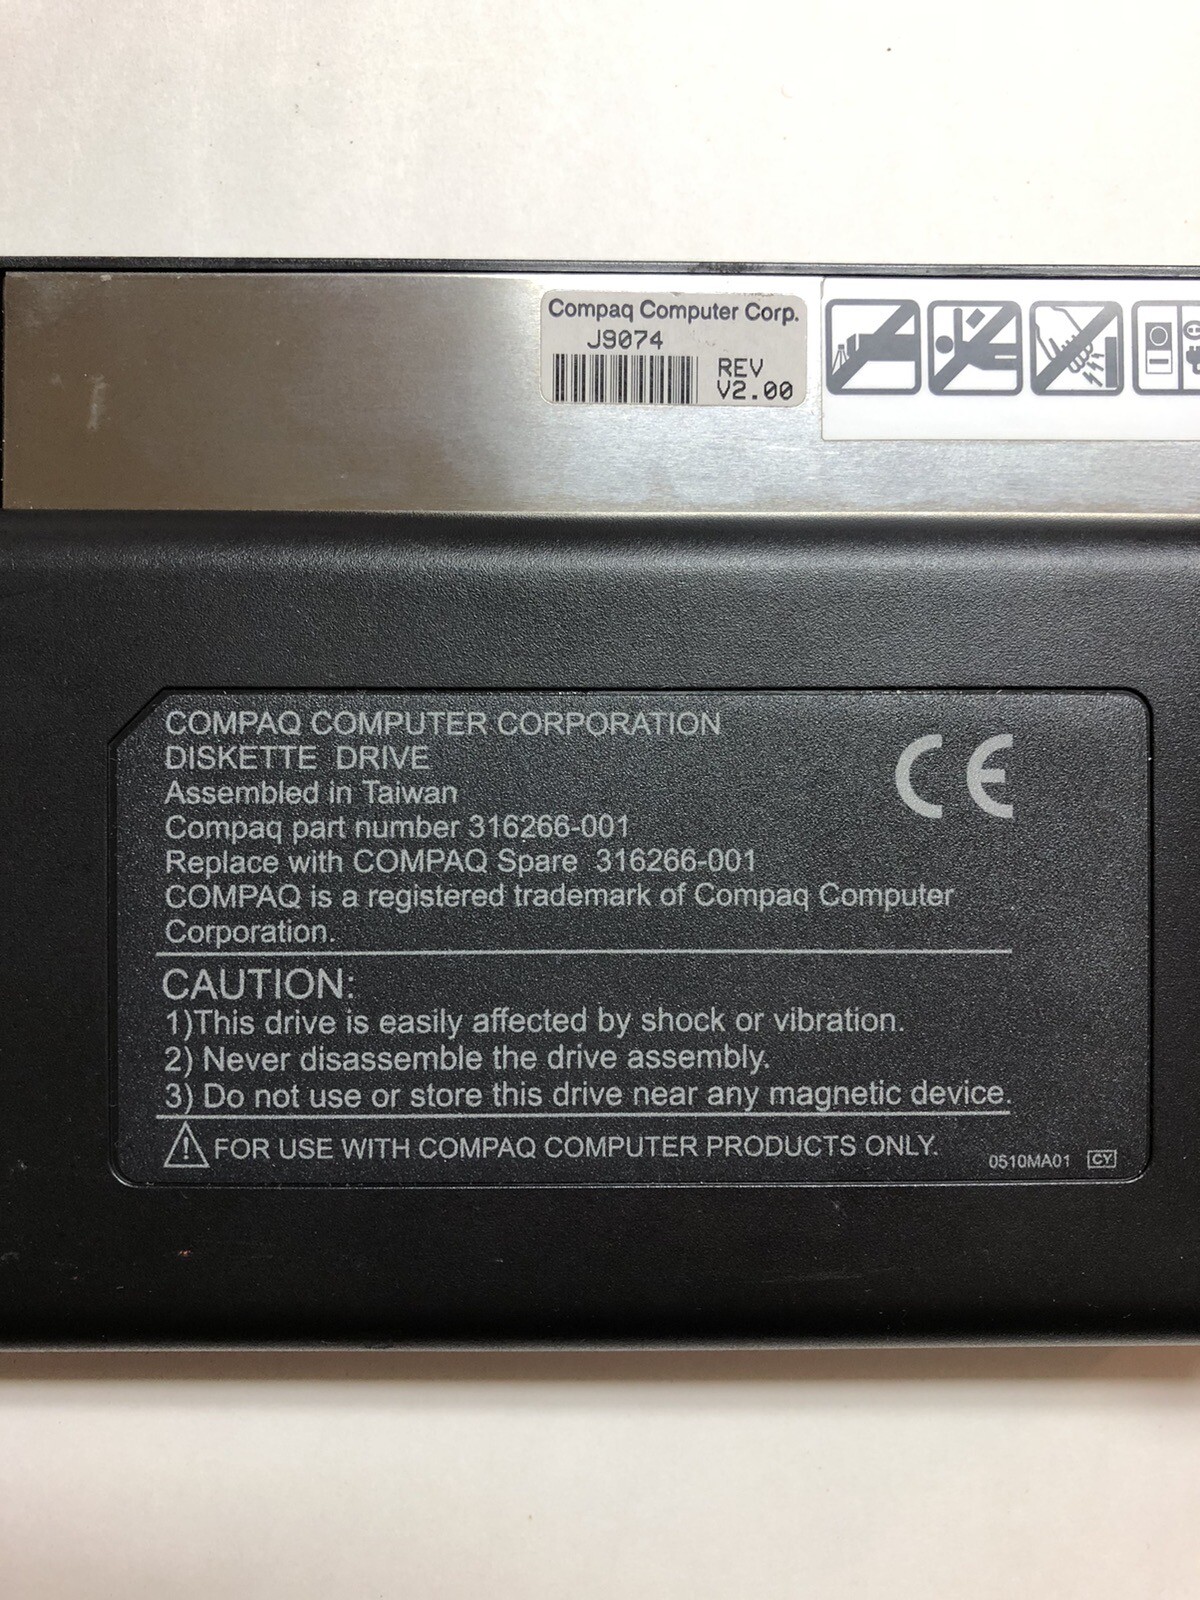 Compaq Computer Corp.
J9074
REV
V2.00
COMPAQ COMPUTER CORPORATION
DISKETTE DRIVE
Assembled in Taiwan
Compaq part number 316266-001
Replace with COMPAQ Spare 316266-001
COMPAQ is a registered trademark of Compaq Computer
Corporation.
CE
CAUTION:
1)This drive is easily affected by shock or vibration.
2) Never disassemble the drive assembly.
3) Do not use or store this drive near any magnetic device.
FOR USE WITH COMPAQ COMPUTER PRODUCTS ONLY.
0510MA01 CY